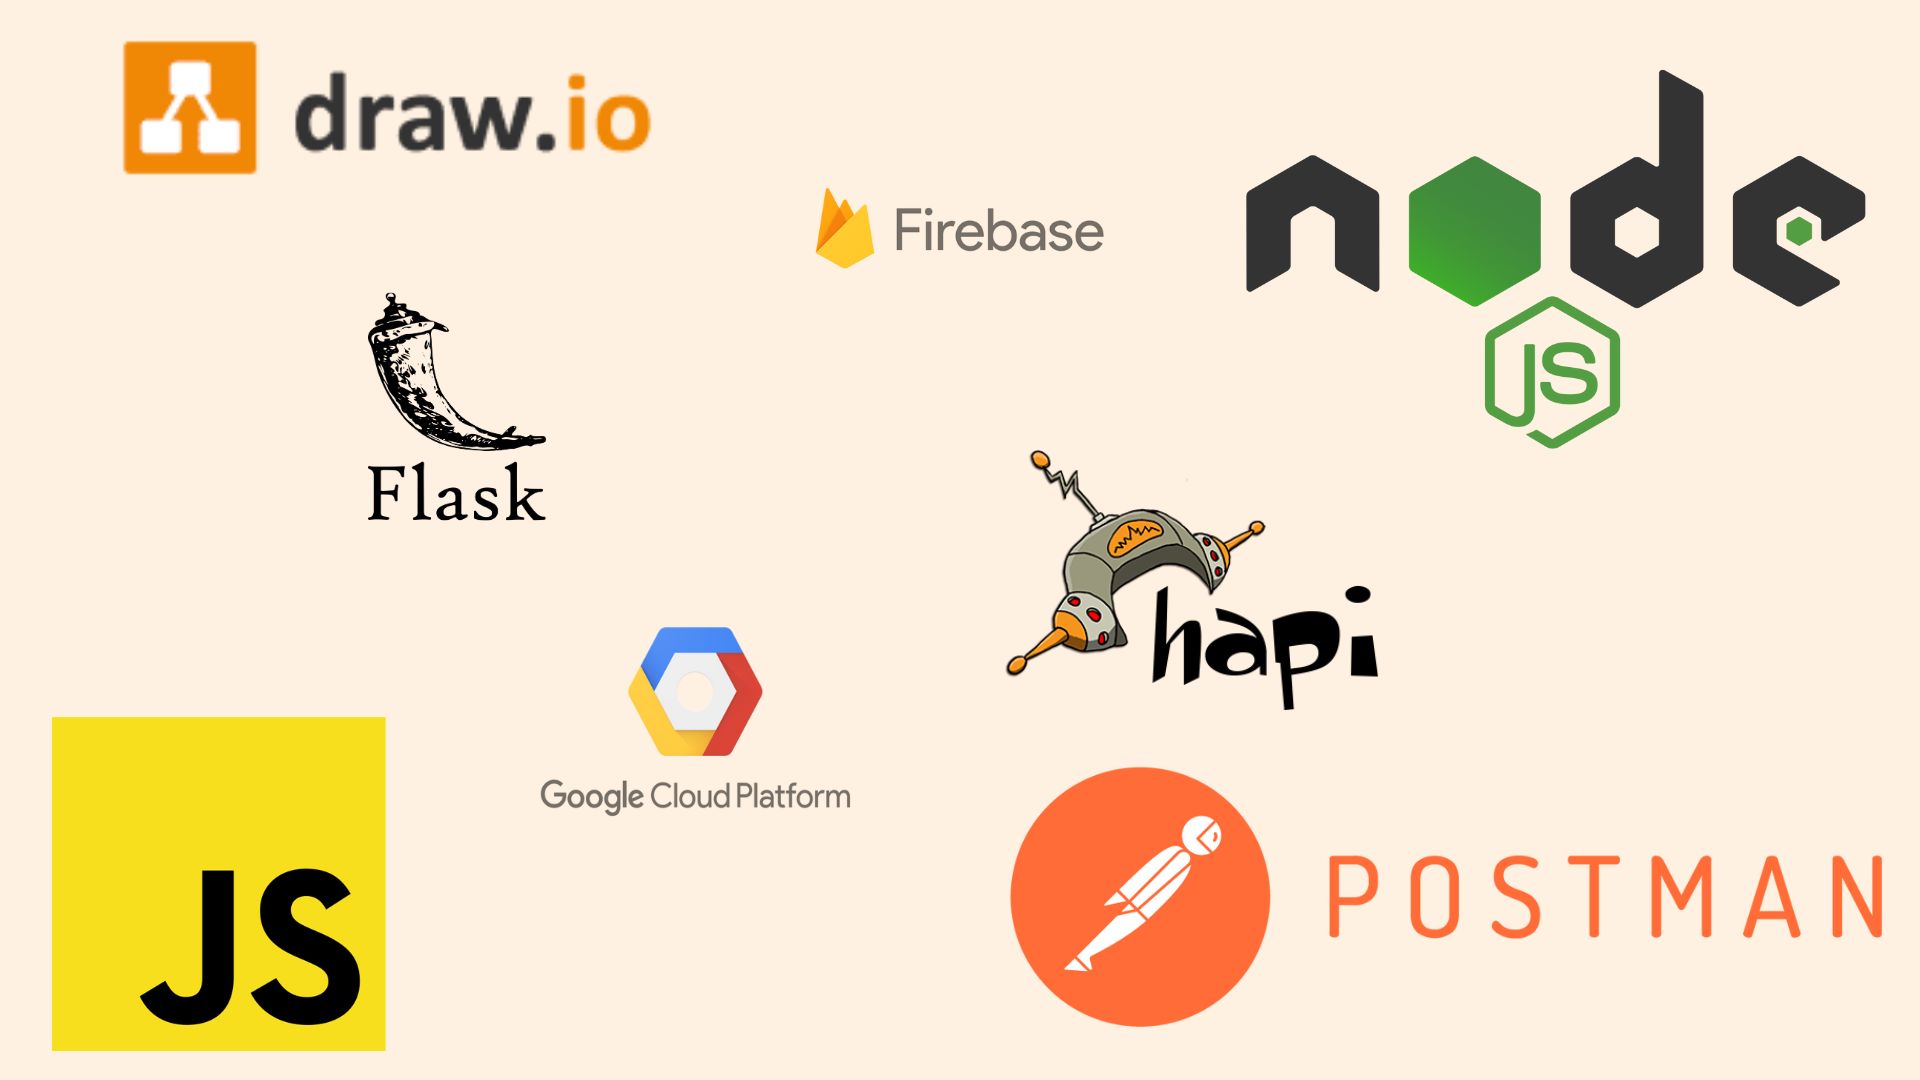 draw.io
Firebase
node
JS
Flask
hapi
Google Cloud Platform
JS
POSTMAN